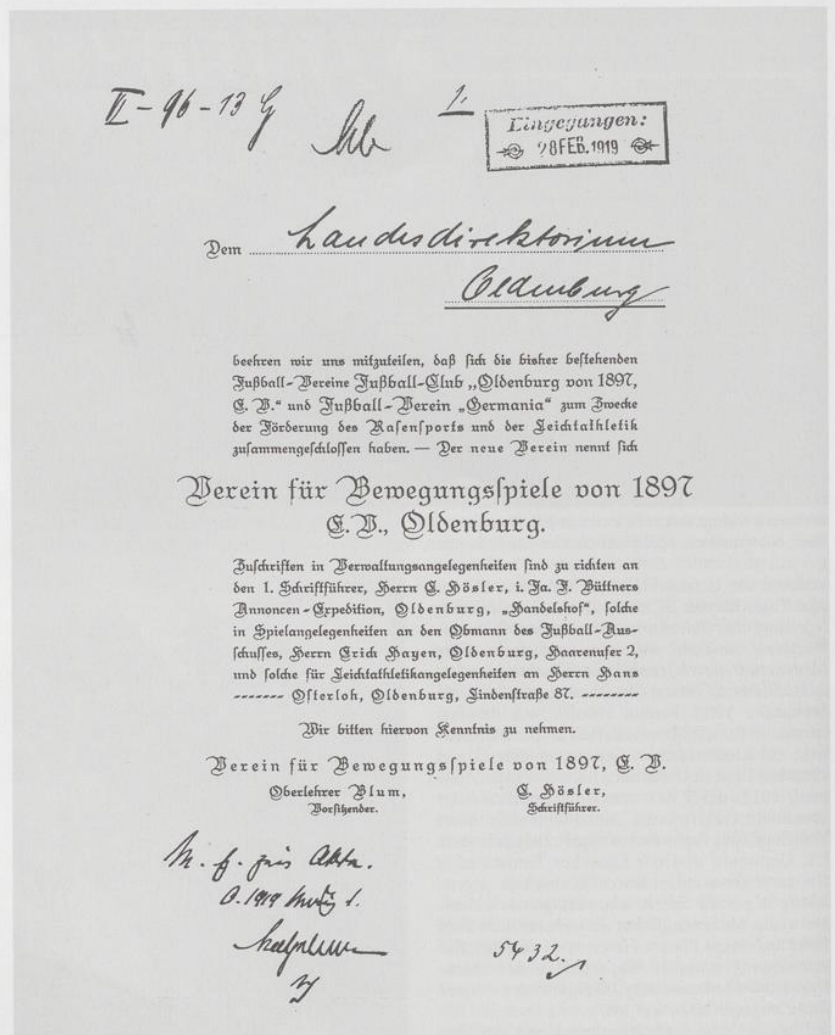 II - 96 - 13
1.
Eingegangen:
28 FEB. 1919
Dem Landesdirektorium
Oldenburg
beehren wir uns mitzuteilen, daß sich die bisher bestehenden
Fußball-Vereine Fußball-Club „Oldenburg von 1897,
E. V.“ und Fußball-Verein „Germania“ zum Zwecke
der Förderung des Rasensports und der Leichtathletik
zusammengeschlossen haben. — Der neue Verein nennt sich
Verein für Bewegungsspiele von 1897
E. V., Oldenburg.
Zuschriften in Verwaltungsangelegenheiten sind zu richten an
den 1. Schriftführer, Herrn C. Hösler, i. Fa. F. Büttners
Annoncen-Expedition, Oldenburg, „Handelshof“, solche
in Spielangelegenheiten an den Obmann des Fußball-Aus-
schusses, Herrn Erich Hayen, Oldenburg, Haarenufer 2,
und solche für Leichtathletikangelegenheiten an Herrn Hans
------- Osterloh, Oldenburg, Lindenstraße 87. --------
Wir bitten hiervon Kenntnis zu nehmen.
Verein für Bewegungsspiele von 1897, E. V.
Oberlehrer Blum, C. Hösler,
Vorsitzender. Schriftführer.
O. 1919 März 1.
5432.